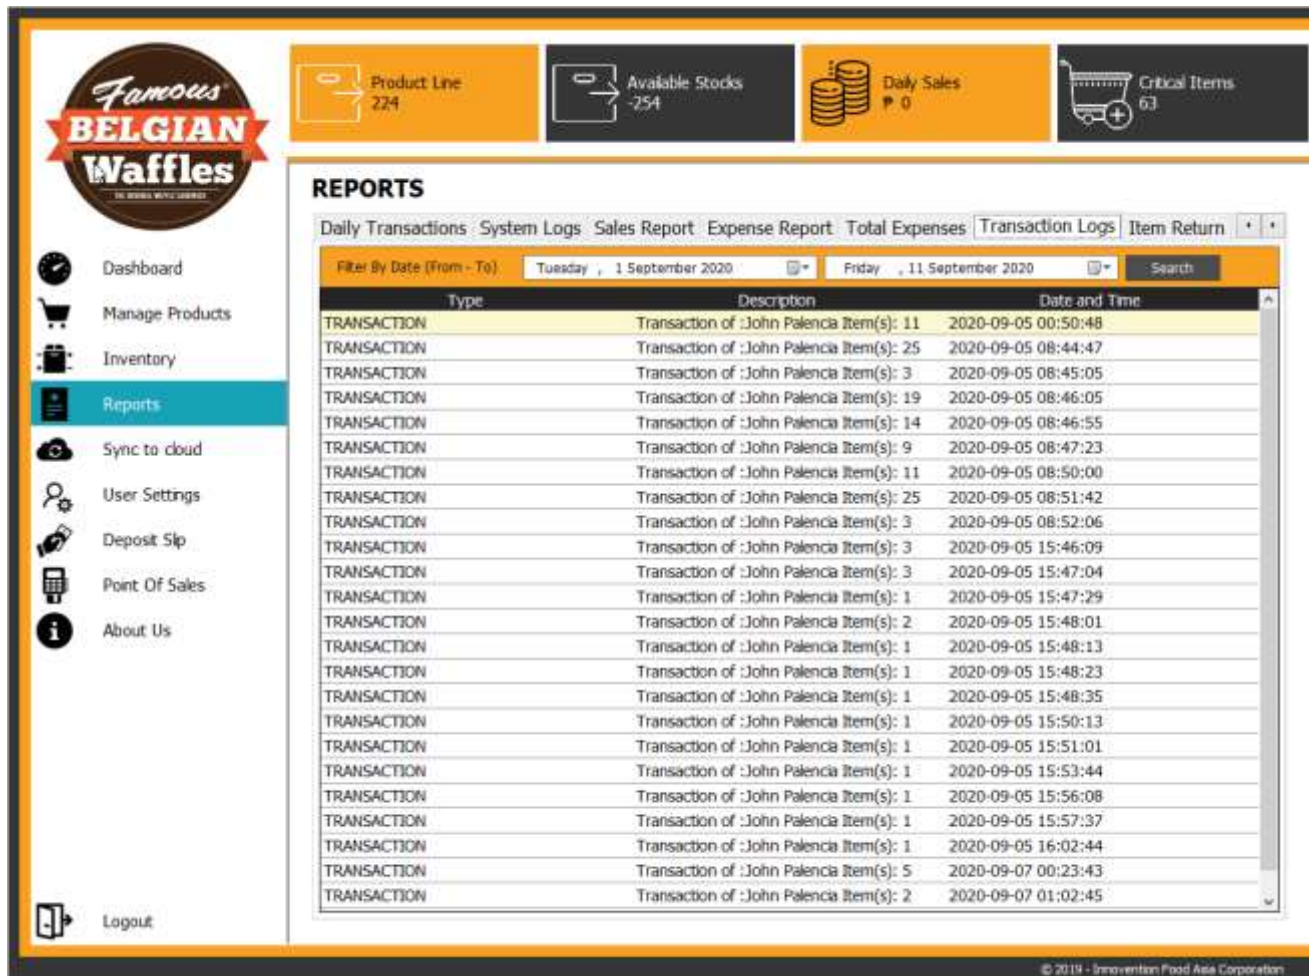 Famous
BELGIAN
Waffles
Product Line
224
Available Stocks
-254
Daily Sales
₱ 0
Critical Items
63
REPORTS
Daily Transactions System Logs Sales Report Expense Report Total Expenses Transaction Logs Item Return
Filter By Date (From - To) Tuesday , 1 September 2020 Friday , 11 September 2020 Search
Type Description Date and Time
TRANSACTION Transaction of :John Palencia Item(s): 11 2020-09-05 00:50:48
TRANSACTION Transaction of :John Palencia Item(s): 25 2020-09-05 08:44:47
TRANSACTION Transaction of :John Palencia Item(s): 3 2020-09-05 08:45:05
TRANSACTION Transaction of :John Palencia Item(s): 19 2020-09-05 08:46:05
TRANSACTION Transaction of :John Palencia Item(s): 14 2020-09-05 08:46:55
TRANSACTION Transaction of :John Palencia Item(s): 9 2020-09-05 08:47:23
TRANSACTION Transaction of :John Palencia Item(s): 11 2020-09-05 08:50:00
TRANSACTION Transaction of :John Palencia Item(s): 25 2020-09-05 08:51:42
TRANSACTION Transaction of :John Palencia Item(s): 3 2020-09-05 08:52:06
TRANSACTION Transaction of :John Palencia Item(s): 3 2020-09-05 15:46:09
TRANSACTION Transaction of :John Palencia Item(s): 3 2020-09-05 15:47:04
TRANSACTION Transaction of :John Palencia Item(s): 1 2020-09-05 15:47:29
TRANSACTION Transaction of :John Palencia Item(s): 2 2020-09-05 15:48:01
TRANSACTION Transaction of :John Palencia Item(s): 1 2020-09-05 15:48:13
TRANSACTION Transaction of :John Palencia Item(s): 1 2020-09-05 15:48:23
TRANSACTION Transaction of :John Palencia Item(s): 1 2020-09-05 15:48:35
TRANSACTION Transaction of :John Palencia Item(s): 1 2020-09-05 15:50:13
TRANSACTION Transaction of :John Palencia Item(s): 1 2020-09-05 15:51:01
TRANSACTION Transaction of :John Palencia Item(s): 1 2020-09-05 15:53:44
TRANSACTION Transaction of :John Palencia Item(s): 1 2020-09-05 15:56:08
TRANSACTION Transaction of :John Palencia Item(s): 1 2020-09-05 15:57:37
TRANSACTION Transaction of :John Palencia Item(s): 1 2020-09-05 16:02:44
TRANSACTION Transaction of :John Palencia Item(s): 5 2020-09-07 00:23:43
TRANSACTION Transaction of :John Palencia Item(s): 2 2020-09-07 01:02:45
Dashboard
Manage Products
Inventory
Reports
Sync to cloud
User Settings
Deposit Slip
Point Of Sales
About Us
Logout
© 2019 - Innovention Food Asia Corporation